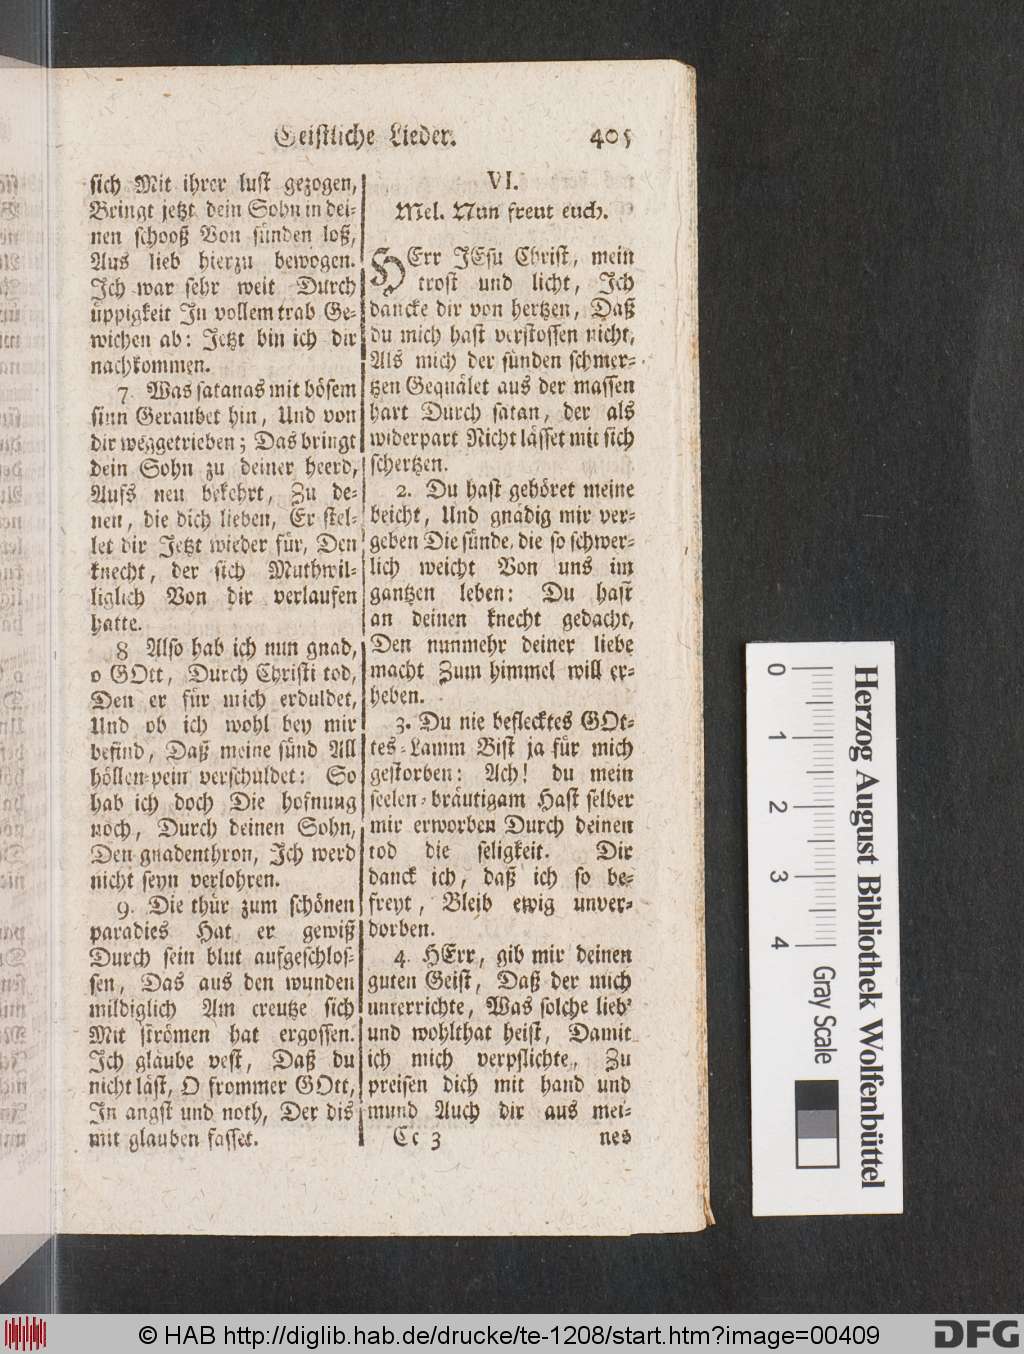 Geistliche Lieder. 405
sich Mit ihrer lust gezogen,
Bringt jetzt dein Sohn in dei-
nen schooß Von sünden loß,
Aus lieb hierzu bewogen.
Ich war sehr weit Durch
üppigkeit In vollem trab Ge-
wichen ab: Jetzt bin ich dir
nachkommen.
7. Was satanas mit bösem
sinn Geraubet hin, Und von
dir weggetrieben; Das bringt
dein Sohn zu deiner heerd,
Aufs neu bekehrt, Zu de-
nen, die dich lieben, Er stel-
let dir Jetzt wieder für, Den
knecht, der sich Muthwil-
liglich Von dir verlaufen
hatte.
8 Also hab ich nun gnad,
o GOtt, Durch Christi tod,
Den er für mich erduldet,
Und ob ich wohl bey mir
befind, Daß meine sünd All
höllen-pein verschuldet: So
hab ich doch Die hofnung
noch, Durch deinen Sohn,
Den gnadenthron, Ich werd
nicht seyn verlohren.
9. Die thür zum schönen
paradies Hat er gewiß
Durch sein blut aufgeschlos-
sen, Das aus den wunden
mildiglich Am creutze sich
Mit strömen hat ergossen.
Ich gläube vest, Daß du
nicht läst, O frommer GOtt,
In angst und noth, Der dis
mit glauben fasset.
VI.
Mel. Nun freut euch.
HErr JEsu Christ, mein
trost und licht, Ich
dancke dir von hertzen, Daß
du mich hast verstossen nicht,
Als mich der sünden schmer-
tzen Gequälet aus der massen
hart Durch satan, der als
widerpart Nicht lässet mit sich
schertzen.
2. Du hast gehöret meine
beicht, Und gnädig mir ver-
geben Die sünde, die so schwer-
lich weicht Von uns im
gantzen leben: Du hast
an deinen knecht gedacht,
Den nunmehr deiner liebe
macht Zum himmel will er-
heben.
3. Du nie beflecktes GOt-
tes-Lamm Bist ja für mich
gestorben: Ach! du mein
seelen-bräutigam Hast selber
mir erworben Durch deinen
tod die seligkeit. Dir
danck ich, daß ich so be-
freyt, Bleib ewig unver-
dorben.
4. HErr, gib mir deinen
guten Geist, Daß der mich
unterrichte, Was solche lieb'
und wohlthat heist, Damit
ich mich verpflichte, Zu
preisen dich mit hand und
mund Auch dir aus mei-
Cc 3 nes
Herzog August Bibliothek Wolfenbüttel
0 1 2 3 4 Gray Scale
© HAB http://diglib.hab.de/drucke/te-1208/start.htm?image=00409
DFG